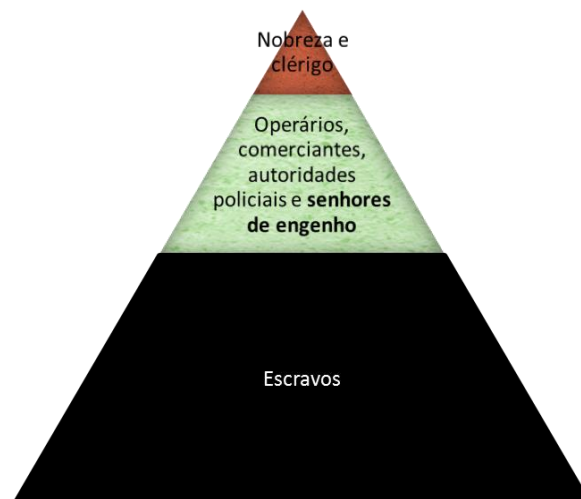 Nobreza e
clérigo
Operários,
comerciantes,
autoridades
policiais e senhores
de engenho
Escravos